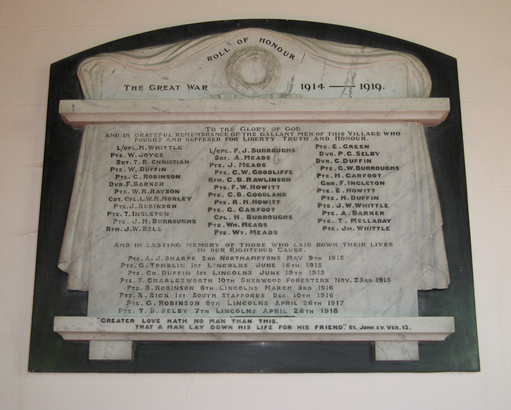 ROLL OF HONOUR
THE GREAT WAR 1914 — 1919.
TO THE GLORY OF GOD
AND IN GRATEFUL REMEMBRANCE OF THE GALLANT MEN OF THIS VILLAGE WHO
FOUGHT AND SUFFERED FOR LIBERTY TRUTH AND HONOUR.
L/CPL. H. WHITTLE
PTE. W. JOYCE
SGT. T. R. CHRISTIAN
PTE. W. DUFFIN
PTE. C. ROBINSON
DVR. F. BARKER
PTE. W. R. RAYSON
CQT. CPL. L. W. R. MORLEY
PTE. J. ROBINSON
PTE. T. INGLETON
PTE. J. H. BURROUGHS
RFM. J. W. BELL
L/CPL. F. J. BURROUGHS
SGT. A. MEADS
PTE. J. MEADS
PTE. C. W. GOODLIFFE
RFM. C. B. RAWLINSON
PTE. F. W. HOWITT
PTE. C. B. GOODLAND
PTE. R. H. HOWITT
PTE. G. GARFOOT
CPL. H. BURROUGHS
PTE. WM. MEADS
PTE. WT. MEADS
PTE. E. GREEN
DVR. P. C. SELBY
DVR. C. DUFFIN
PTE. C. W. BURROUGHS
PTE. H. GARFOOT
GNR. F. INGLETON
PTE. E. HOWITT
PTE. H. DUFFIN
PTE. J. W. WHITTLE
PTE. A. BARKER
PTE. T. MELLADAY
PTE. JH. WHITTLE
AND IN LASTING MEMORY OF THOSE WHO LAID DOWN THEIR LIVES
IN OUR RIGHTEOUS CAUSE.
PTE. A. J. SHARPE 2ND NORTHAMPTONS MAY 9TH 1915
PTE. G. TOMBLIN 1ST LINCOLNS JUNE 16TH 1915
PTE. GH. DUFFIN 1ST LINCOLNS JUNE 19TH 1915
PTE. F. CHARLESWORTH 10TH SHERWOOD FORESTERS NOV. 23RD 1915
PTE. R. ROBINSON 6TH LINCOLNS MARCH 3RD 1916
PTE. R. RICK 1ST SOUTH STAFFORDS DEC. 10TH 1916
PTE. G. ROBINSON 8TH LINCOLNS APRIL 26TH 1917
PTE. T. D. SELBY 7TH LINCOLNS APRIL 26TH 1918
"GREATER LOVE HATH NO MAN THAN THIS,
THAT A MAN LAY DOWN HIS LIFE FOR HIS FRIEND." ST. JOHN XV. VER. 13.